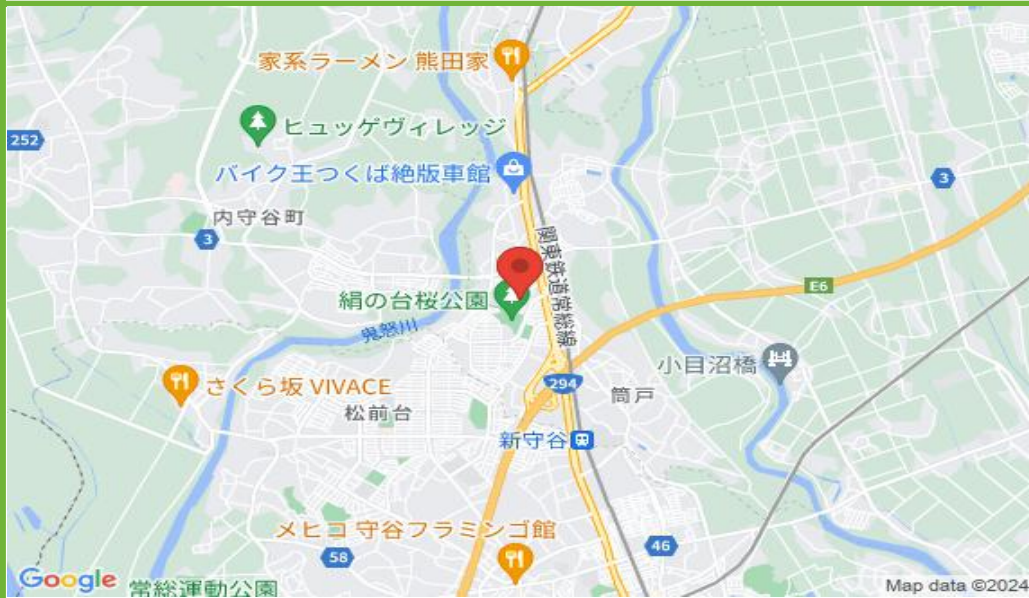 家系ラーメン 熊田家
ヒュッゲヴィレッジ
252
バイク王つくば絶版車館
3
内守谷町
3
関東鉄道常総線
絹の台桜公園
E6
鬼怒川
小目沼橋
さくら坂 VIVACE
294
筒戸
松前台
新守谷
メヒコ 守谷フラミンゴ館
58
46
Google
常総運動公園
Map data ©2024